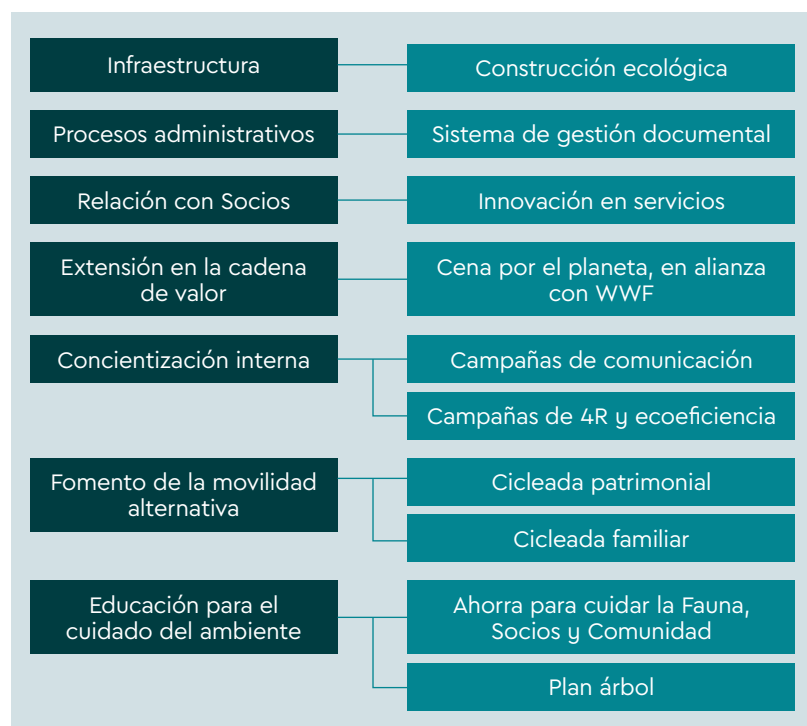 Infraestructura
Construcción ecológica
Procesos administrativos
Sistema de gestión documental
Relación con Socios
Innovación en servicios
Extensión en la cadena
de valor
Cena por el planeta, en alianza
con WWF
Concientización interna
Campañas de comunicación
Campañas de 4R y ecoeficiencia
Fomento de la movilidad
alternativa
Cicleada patrimonial
Cicleada familiar
Educación para el
cuidado del ambiente
Ahorra para cuidar la Fauna,
Socios y Comunidad
Plan árbol